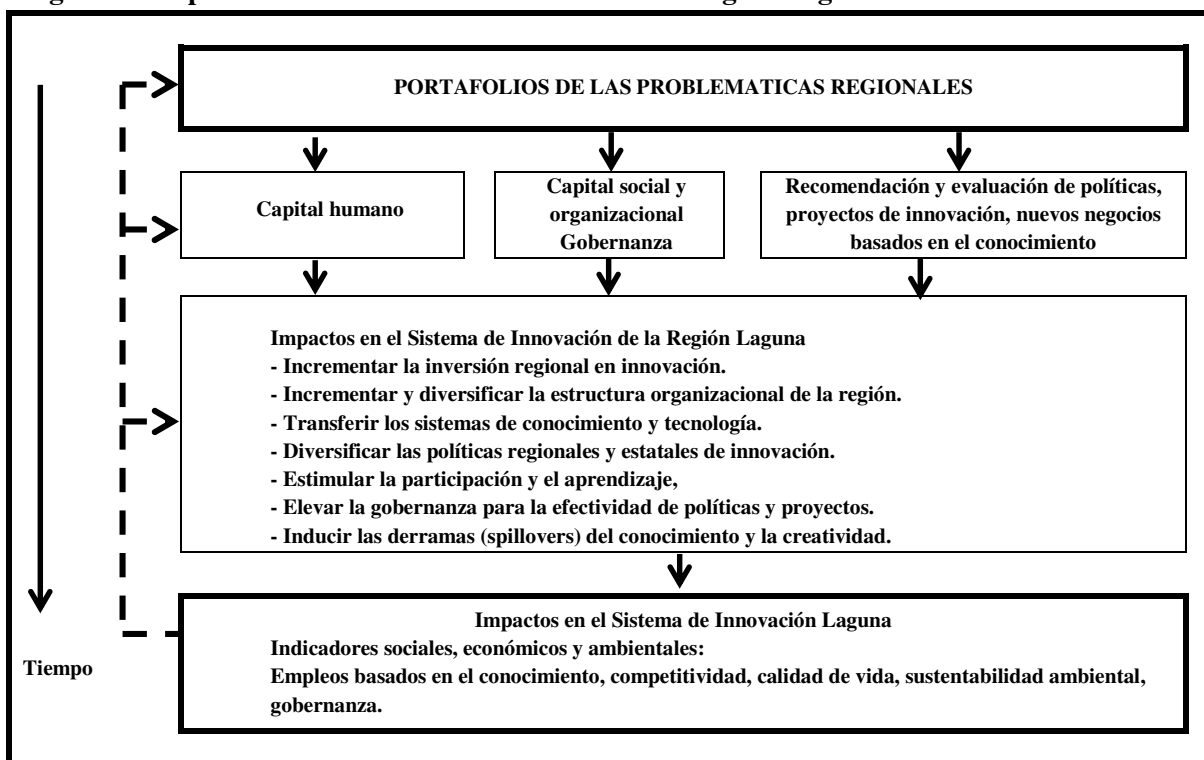 PORTAFOLIOS DE LAS PROBLEMATICAS REGIONALES
Capital humano
Capital social y
organizacional
Gobernanza
Recomendación y evaluación de políticas,
proyectos de innovación, nuevos negocios
basados en el conocimiento
Impactos en el Sistema de Innovación de la Región Laguna
- Incrementar la inversión regional en innovación.
- Incrementar y diversificar la estructura organizacional de la región.
- Transferir los sistemas de conocimiento y tecnología.
- Diversificar las políticas regionales y estatales de innovación.
- Estimular la participación y el aprendizaje,
- Elevar la gobernanza para la efectividad de políticas y proyectos.
- Inducir las derramas (spillovers) del conocimiento y la creatividad.
Impactos en el Sistema de Innovación Laguna
Indicadores sociales, económicos y ambientales:
Empleos basados en el conocimiento, competitividad, calidad de vida, sustentabilidad ambiental,
gobernanza.
Tiempo